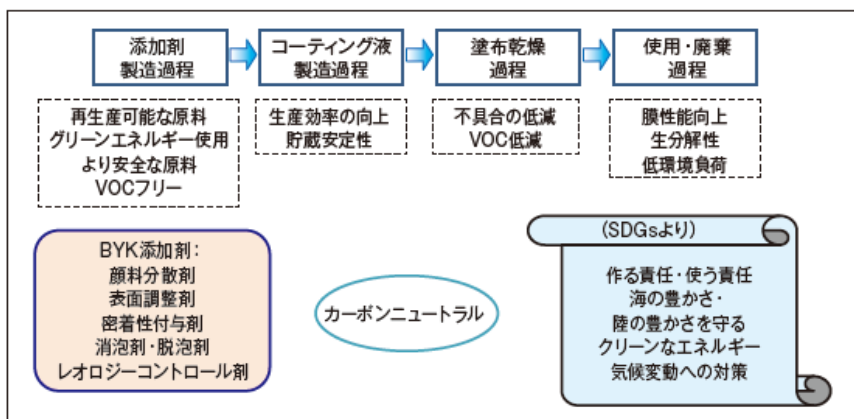 添加剤
製造過程
コーティング液
製造過程
塗布乾燥
過程
使用・廃棄
過程
再生産可能な原料
グリーンエネルギー使用
より安全な原料
VOCフリー
生産効率の向上
貯蔵安定性
不具合の低減
VOC低減
膜性能向上
生分解性
低環境負荷
BYK添加剤：
顔料分散剤
表面調整剤
密着性付与剤
消泡剤・脱泡剤
レオロジーコントロール剤
カーボンニュートラル
(SDGsより)
作る責任・使う責任
海の豊かさ・
陸の豊かさを守る
クリーンなエネルギー
気候変動への対策